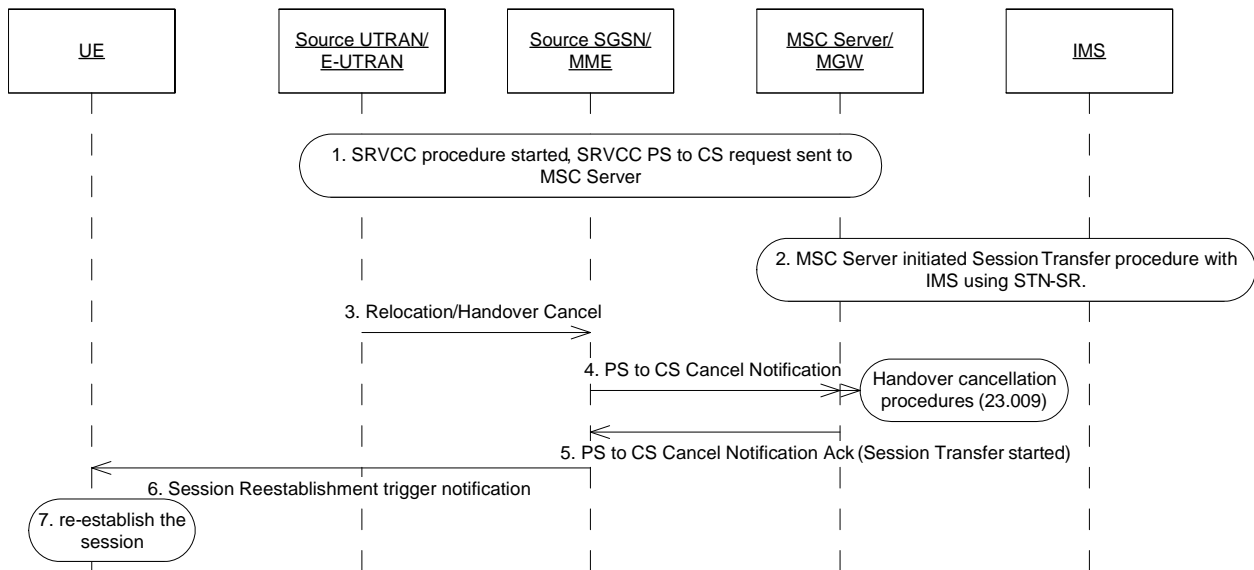 UE
Source UTRAN/
E-UTRAN
Source SGSN/
MME
MSC Server/
MGW
IMS
1. SRVCC procedure started, SRVCC PS to CS request sent to
MSC Server
2. MSC Server initiated Session Transfer procedure with
IMS using STN-SR.
3. Relocation/Handover Cancel
4. PS to CS Cancel Notification
Handover cancellation
procedures (23.009)
5. PS to CS Cancel Notification Ack (Session Transfer started)
6. Session Reestablishment trigger notification
7. re-establish the
session